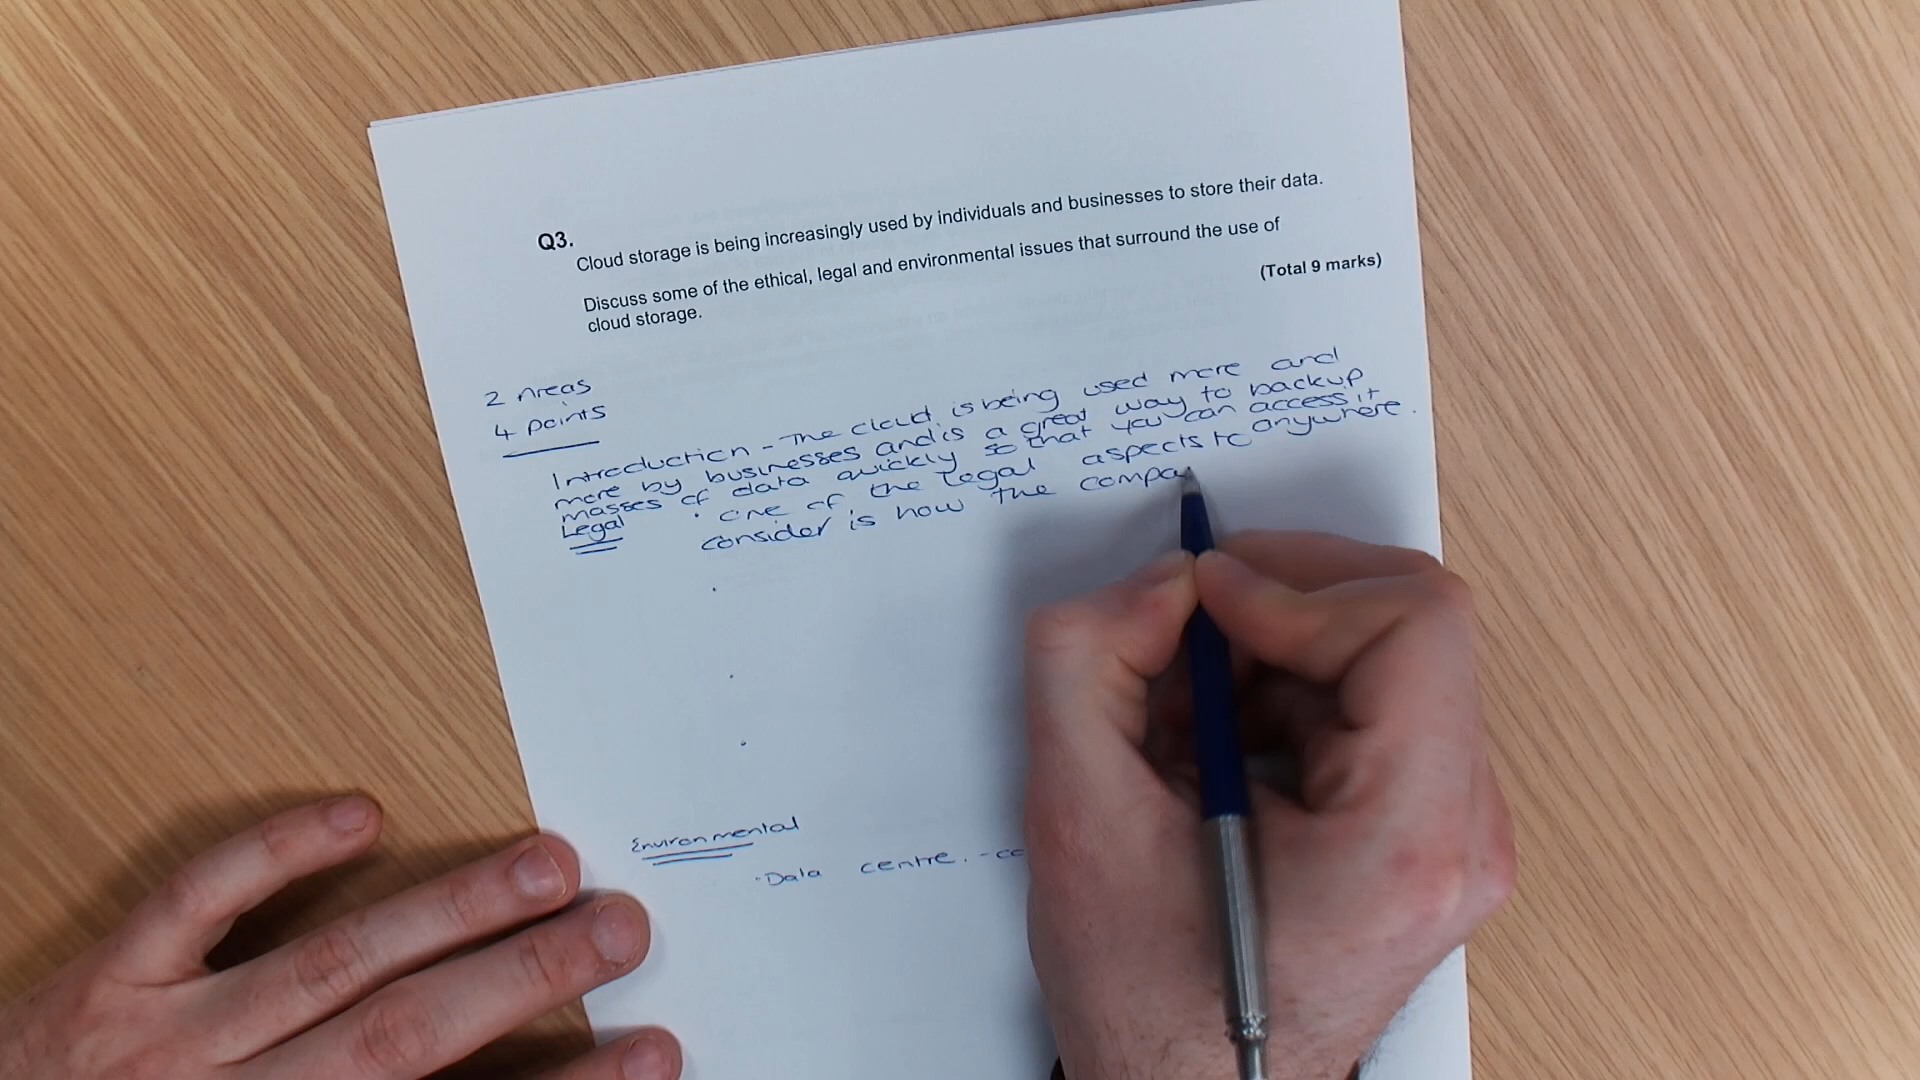 Q3.
Cloud storage is being increasingly used by individuals and businesses to store their data.
Discuss some of the ethical, legal and environmental issues that surround the use of
cloud storage.
(Total 9 marks)
2 Areas
4 points
Introduction - The cloud is being used more and
more by businesses and is a great way to backup
masses of data quickly so that you can access it
anywhere.
Legal
· one of the legal aspects to
consider is how the compa
Environmental
· Data centre. - co